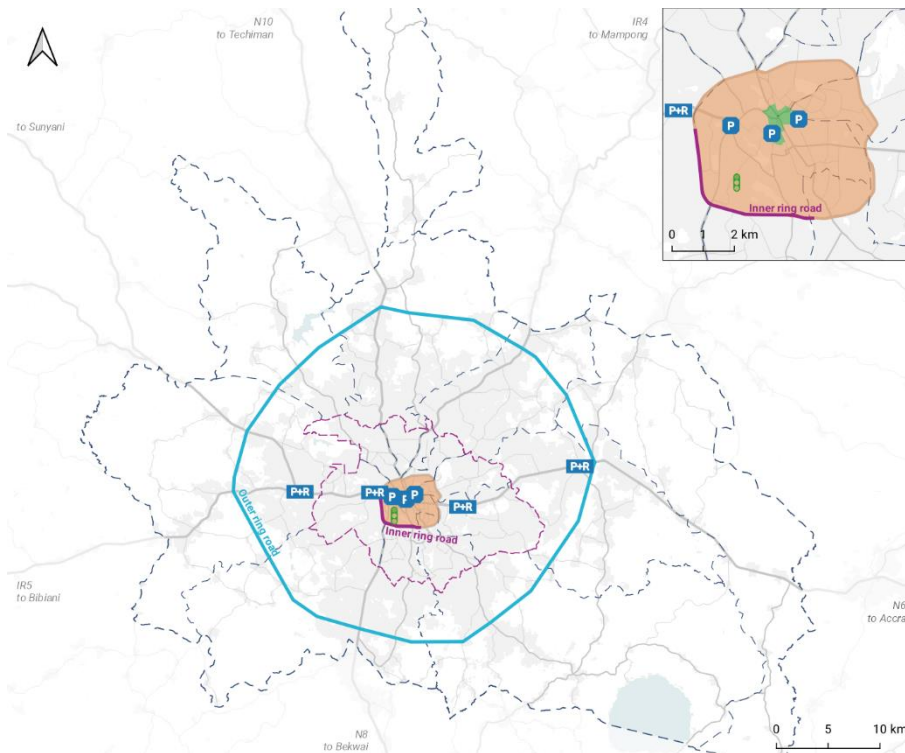 N10
to Techiman
IR4
to Mampong
to Sunyani
P+R
P
P
P
Inner ring road
0 1 2 km
P+R
P+R
P
P
P
P+R
P+R
Outer ring road
Inner ring road
IR5
to Bibiani
N6
to Accra
N8
to Bekwai
0 5 10 km